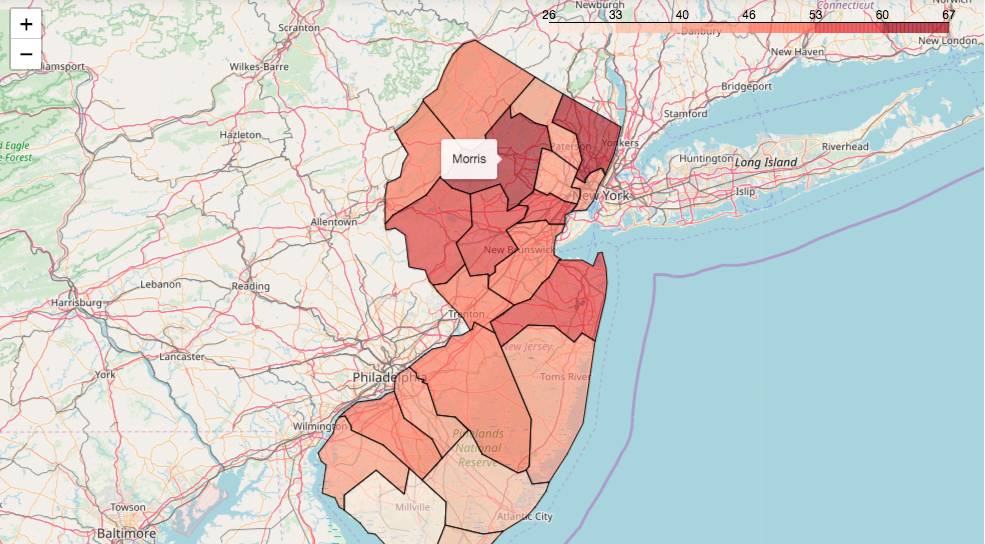 +
−
26 33 40 46 53 60 67
Newburgh
Connecticut
Norwich
Scranton
Danbury
New London
New Haven
iamsport
Wilkes-Barre
Bridgeport
Stamford
Hazleton
d Eagle
e Forest
Paterson
Yonkers
Riverhead
Morris
Huntington
Long Island
Islip
New York
Allentown
New Brunswick
Lebanon
Reading
Harrisburg
Trenton
New Jersey
Lancaster
York
Philadelphia
Toms River
Wilmington
Pinelands
National
Reserve
Towson
Millville
Atlantic City
Baltimore